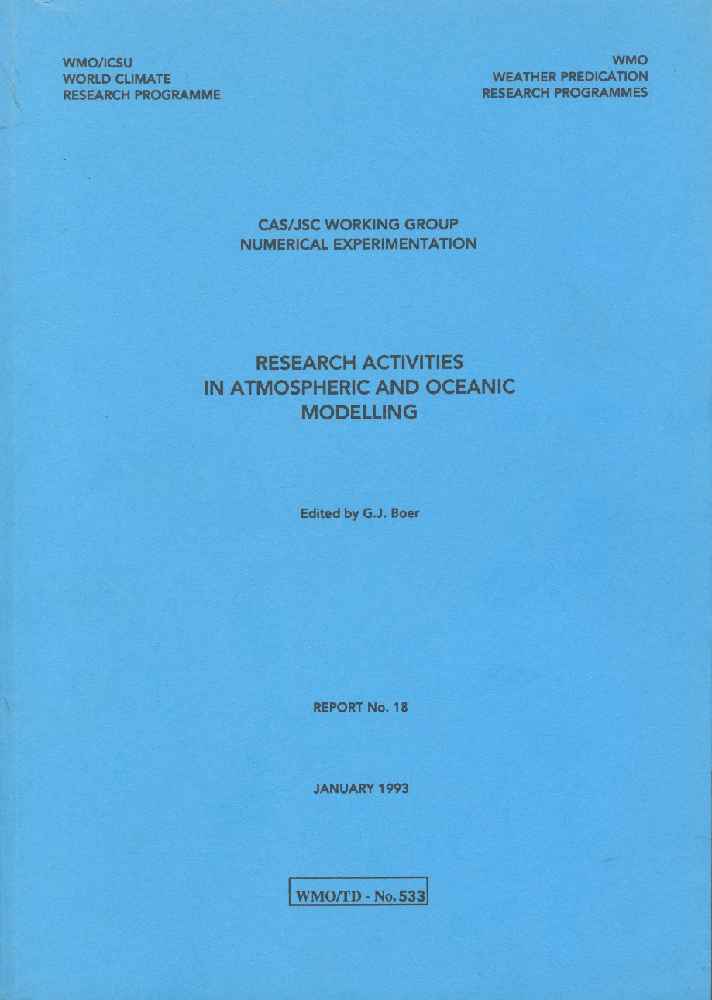 WMO/ICSU
WORLD CLIMATE
RESEARCH PROGRAMME
WMO
WEATHER PREDICATION
RESEARCH PROGRAMMES
CAS/JSC WORKING GROUP
NUMERICAL EXPERIMENTATION
RESEARCH ACTIVITIES
IN ATMOSPHERIC AND OCEANIC
MODELLING
Edited by G.J. Boer
REPORT No. 18
JANUARY 1993
WMO/TD - No. 533